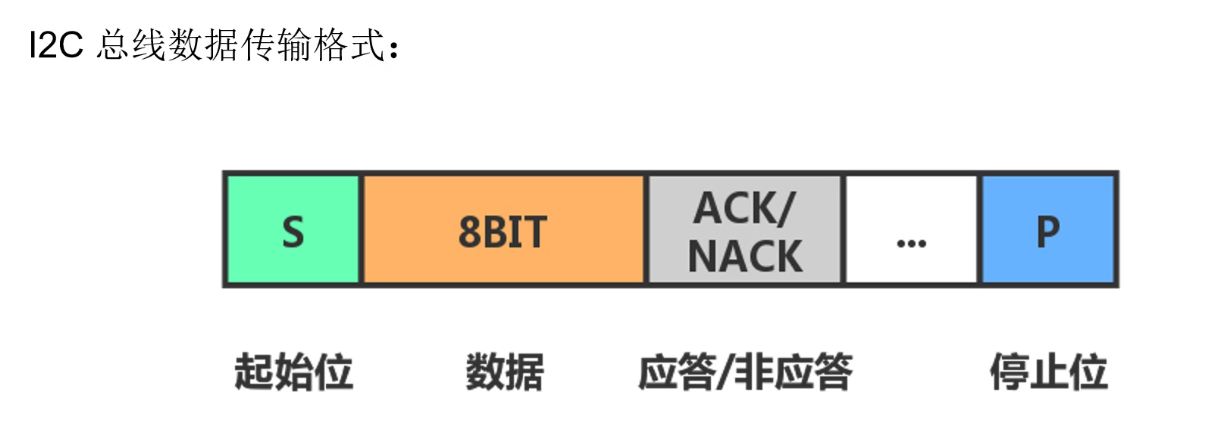 I2C 总线数据传输格式：
S 8BIT ACK/ ... P
NACK
起始位 数据 应答/非应答 停止位